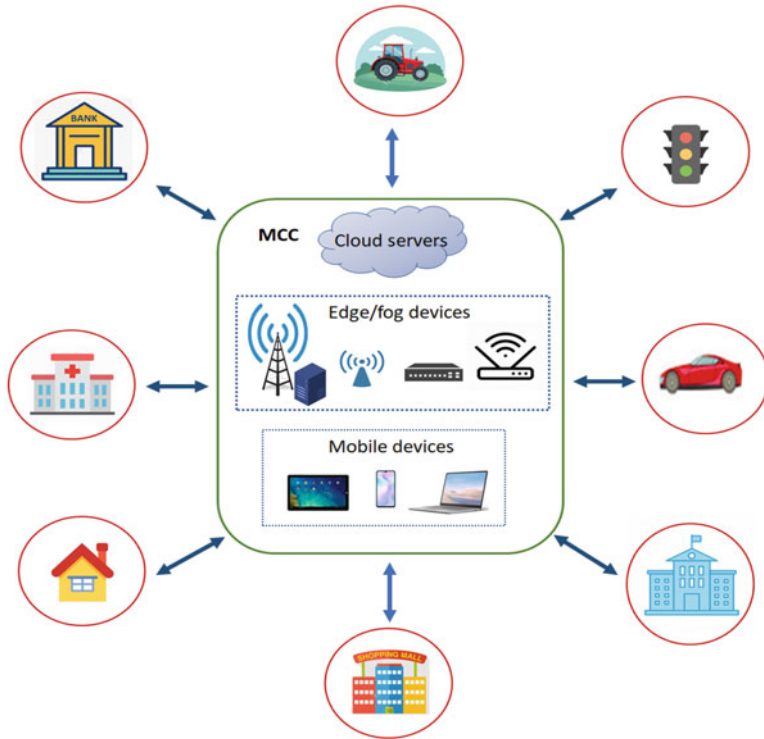 BANK
MCC
Cloud servers
Edge/fog devices
Mobile devices
SHOPPING MALL